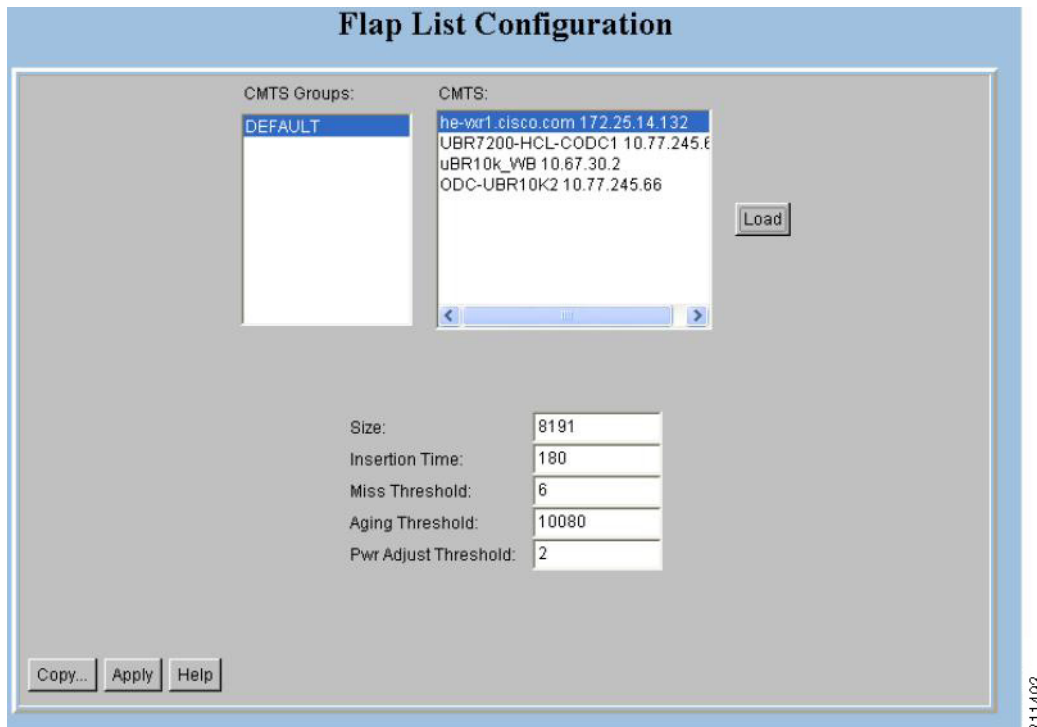 Flap List Configuration
CMTS Groups:
CMTS:
DEFAULT
he-vxr1.cisco.com 172.25.14.132
UBR7200-HCL-CODC1 10.77.245.6
uBR10k_WB 10.67.30.2
ODC-UBR10K2 10.77.245.66
Load
Size: 8191
Insertion Time: 180
Miss Threshold: 6
Aging Threshold: 10080
Pwr Adjust Threshold: 2
Copy... Apply Help